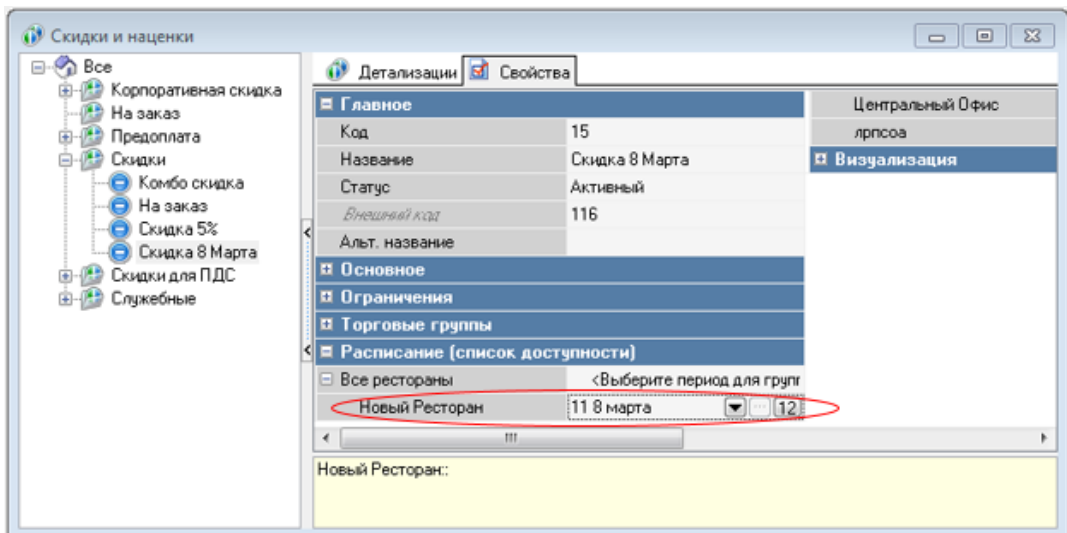 Скидки и наценки
Все
Корпоративная скидка
На заказ
Предоплата
Скидки
Комбо скидка
На заказ
Скидка 5%
Скидка 8 Марта
Скидки для ПДС
Служебные
Детализации Свойства
Главное
Код 15
Название Скидка 8 Марта
Статус Активный
Внешний код 116
Альт. название
Основное
Ограничения
Торговые группы
Расписание (список доступности)
Все рестораны <Выберите период для групп
Новый Ресторан 11 8 марта ... 12
Центральный Офис
лрпсоа
Визуализация
Новый Ресторан::